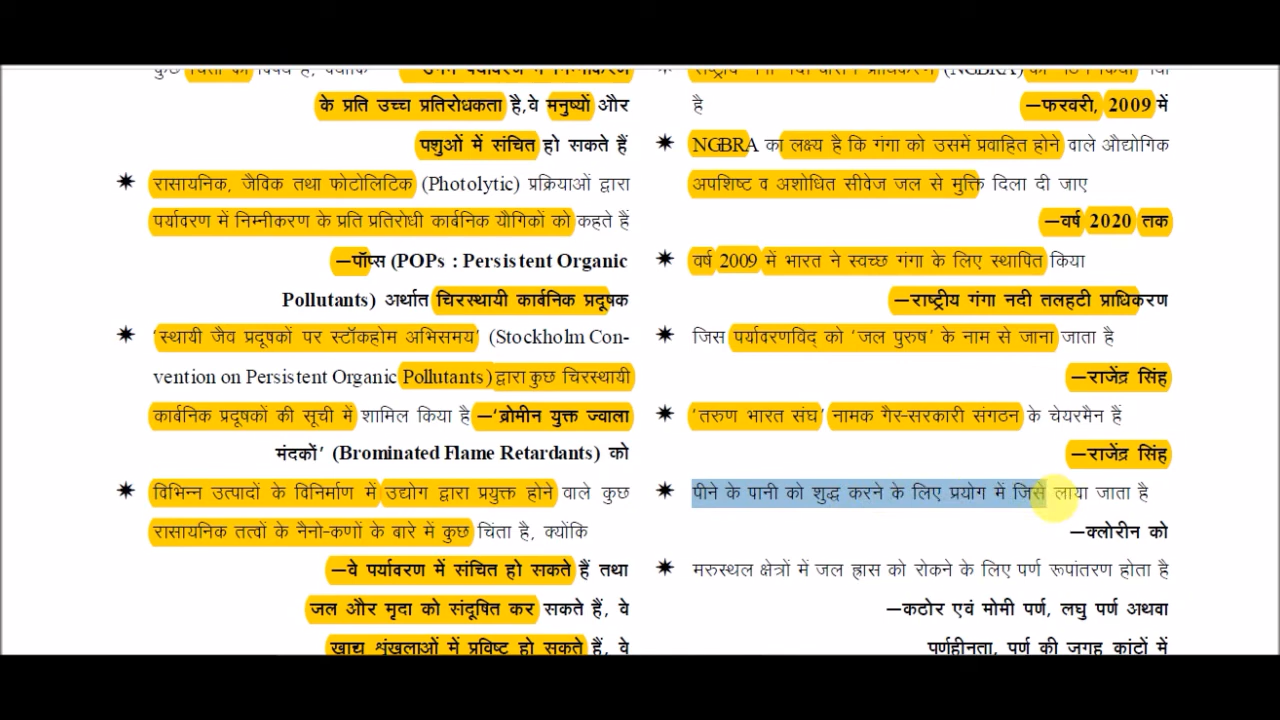 के प्रति उच्च प्रतिरोधकता है,वे मनुष्यों और
पशुओं में संचित हो सकते हैं
✷ रासायनिक, जैविक तथा फोटोलिटिक (Photolytic) प्रक्रियाओं द्वारा
पर्यावरण में निम्नीकरण के प्रति प्रतिरोधी कार्बनिक यौगिकों को कहते हैं
–पॉप्स (POPs : Persistent Organic
Pollutants) अर्थात चिरस्थायी कार्बनिक प्रदूषक
✷ 'स्थायी जैव प्रदूषकों पर स्टॉकहोम अभिसमय' (Stockholm Con-
vention on Persistent Organic Pollutants) द्वारा कुछ चिरस्थायी
कार्बनिक प्रदूषकों की सूची में शामिल किया है –'ब्रोमीन युक्त ज्वाला
मंदकों' (Brominated Flame Retardants) को
✷ विभिन्न उत्पादों के विनिर्माण में उद्योग द्वारा प्रयुक्त होने वाले कुछ
रासायनिक तत्वों के नैनो-कणों के बारे में कुछ चिंता है, क्योंकि
–वे पर्यावरण में संचित हो सकते हैं तथा
जल और मृदा को संदूषित कर सकते हैं, वे
खाद्य शृंखलाओं में प्रविष्ट हो सकते हैं, वे
राष्ट्रीय गंगा नदी घाटी प्राधिकरण (NGBRA) का गठन किया गया
है –फरवरी, 2009 में
✷ NGBRA का लक्ष्य है कि गंगा को उसमें प्रवाहित होने वाले औद्योगिक
अपशिष्ट व अशोधित सीवेज जल से मुक्ति दिला दी जाए
–वर्ष 2020 तक
✷ वर्ष 2009 में भारत ने स्वच्छ गंगा के लिए स्थापित किया
–राष्ट्रीय गंगा नदी तलहटी प्राधिकरण
✷ जिस पर्यावरणविद् को 'जल पुरुष' के नाम से जाना जाता है
–राजेंद्र सिंह
✷ 'तरुण भारत संघ' नामक गैर-सरकारी संगठन के चेयरमैन हैं
–राजेंद्र सिंह
✷ पीने के पानी को शुद्ध करने के लिए प्रयोग में जिसे लाया जाता है
–क्लोरीन को
✷ मरुस्थल क्षेत्रों में जल ह्रास को रोकने के लिए पर्ण रूपांतरण होता है
–कठोर एवं मोमी पर्ण, लघु पर्ण अथवा
पर्णहीनता, पर्ण की जगह कांटों में